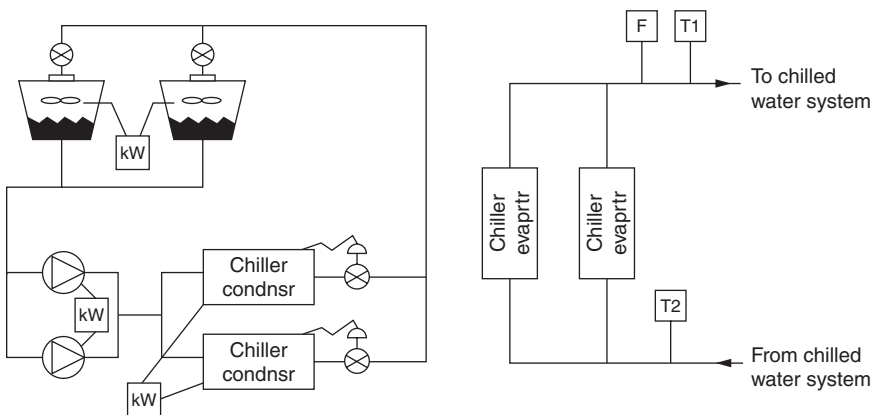 F
T1
To chilled
water system
kW
Chiller
evaprtr
Chiller
evaprtr
Chiller
condnsr
kW
T2
Chiller
condnsr
From chilled
water system
kW